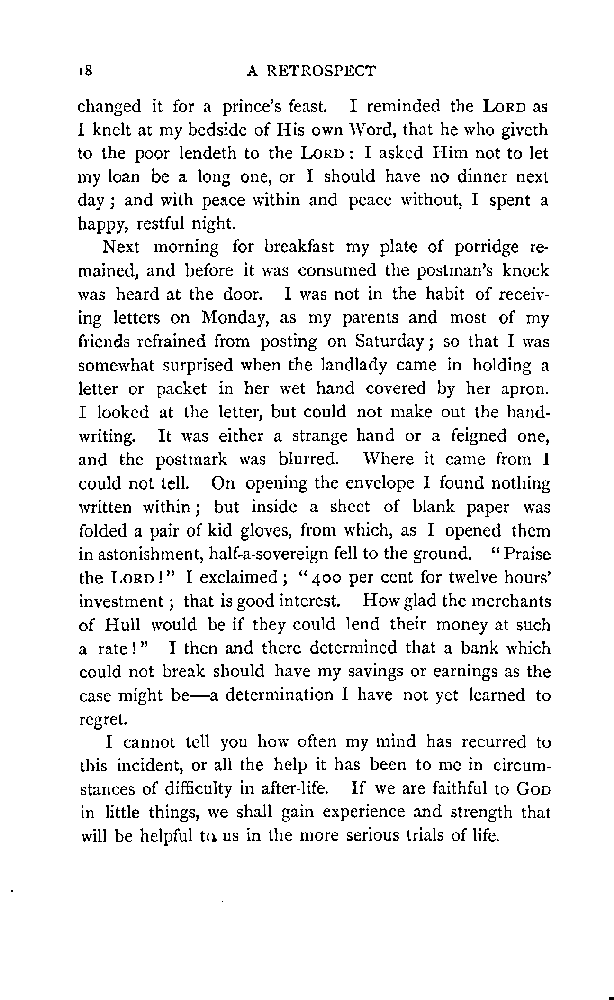 18 A RETROSPECT
changed it for a prince's feast. I reminded the LORD as
I knelt at my bedside of His own Word, that he who giveth
to the poor lendeth to the LORD: I asked Him not to let
my loan be a long one, or I should have no dinner next
day; and with peace within and peace without, I spent a
happy, restful night.
Next morning for breakfast my plate of porridge re-
mained, and before it was consumed the postman's knock
was heard at the door. I was not in the habit of receiv-
ing letters on Monday, as my parents and most of my
friends refrained from posting on Saturday; so that I was
somewhat surprised when the landlady came in holding a
letter or packet in her wet hand covered by her apron.
I looked at the letter, but could not make out the hand-
writing. It was either a strange hand or a feigned one,
and the postmark was blurred. Where it came from I
could not tell. On opening the envelope I found nothing
written within; but inside a sheet of blank paper was
folded a pair of kid gloves, from which, as I opened them
in astonishment, half-a-sovereign fell to the ground. "Praise
the LORD!" I exclaimed; "400 per cent for twelve hours'
investment; that is good interest. How glad the merchants
of Hull would be if they could lend their money at such
a rate!" I then and there determined that a bank which
could not break should have my savings or earnings as the
case might be—a determination I have not yet learned to
regret.
I cannot tell you how often my mind has recurred to
this incident, or all the help it has been to me in circum-
stances of difficulty in after-life. If we are faithful to GOD
in little things, we shall gain experience and strength that
will be helpful to us in the more serious trials of life.